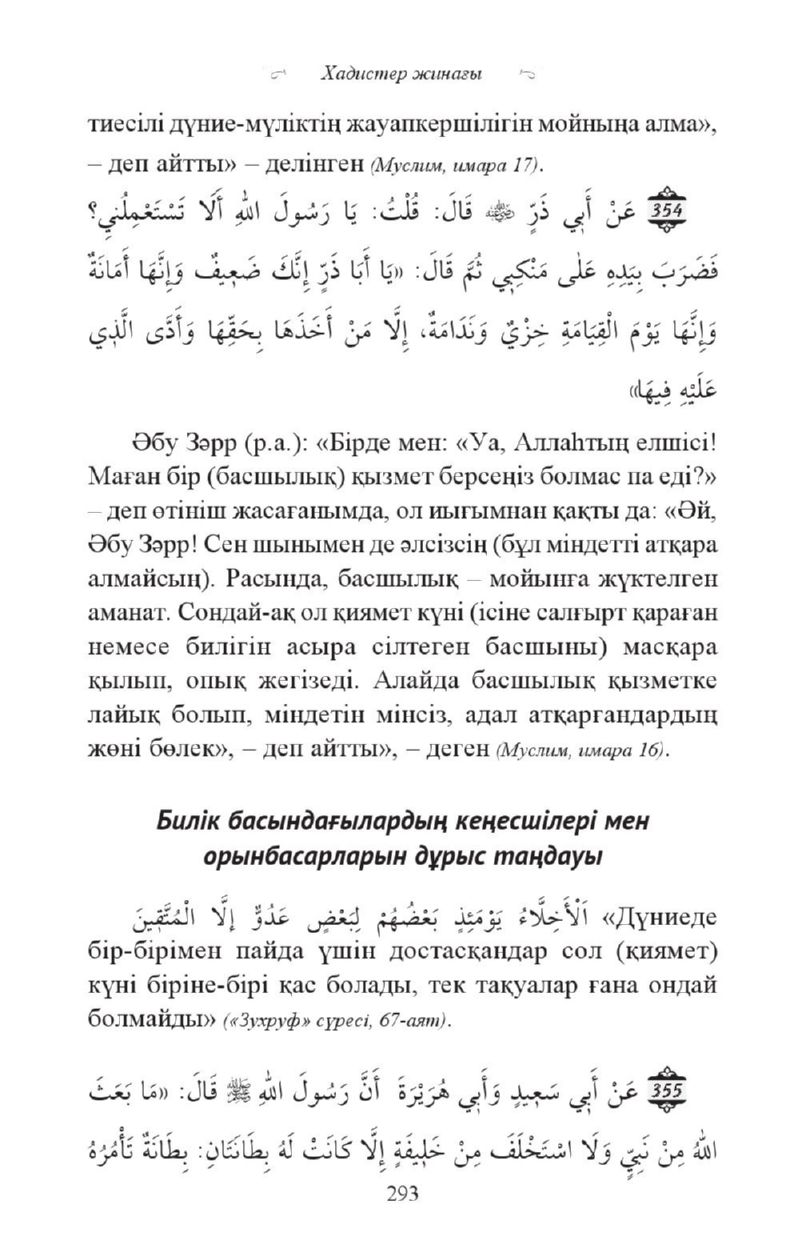 Хадистер жинағы
тиесілі дүние-мүліктің жауапкершілігін мойныңа алма»,
– деп айтты» – делінген (Муслим, имара 17).
354 عَنْ أَبِي ذَرٍّ ﷺ قَالَ: قُلْتُ: يَا رَسُولَ اللهِ أَلَا تَسْتَعْمِلُنِي؟
فَضَرَبَ بِيَدِهِ عَلٰى مَنْكِبِي ثُمَّ قَالَ: «يَا أَبَا ذَرٍّ إِنَّكَ ضَعِيفٌ وَإِنَّهَا أَمَانَةٌ
وَإِنَّهَا يَوْمَ الْقِيَامَةِ خِزْيٌ وَنَدَامَةٌ، إِلَّا مَنْ أَخَذَهَا بِحَقِّهَا وَأَدَّى الَّذِي
عَلَيْهِ فِيهَا»
Әбу Зәрр (р.а.): «Бірде мен: «Уа, Аллаһтың елшісі!
Маған бір (басшылық) қызмет берсеңіз болмас па еді?»
– деп өтініш жасағанымда, ол иығымнан қақты да: «Әй,
Әбу Зәрр! Сен шынымен де әлсізсің (бұл міндетті атқара
алмайсың). Расында, басшылық – мойынға жүктелген
аманат. Сондай-ақ ол қиямет күні (ісіне салғырт қараған
немесе билігін асыра сілтеген басшыны) масқара
қылып, опық жегізеді. Алайда басшылық қызметке
лайық болып, міндетін мінсіз, адал атқарғандардың
жөні бөлек», – деп айтты», – деген (Муслим, имара 16).
Билік басындағылардың кеңесшілері мен
орынбасарларын дұрыс таңдауы
اَلْأَخِلَّاءُ يَوْمَئِذٍ بَعْضُهُمْ لِبَعْضٍ عَدُوٌّ إِلَّا الْمُتَّقِينَ «Дүниеде
бір-бірімен пайда үшін достасқандар сол (қиямет)
күні біріне-бірі қас болады, тек тақуалар ғана ондай
болмайды» («Зухруф» сүресі, 67-аят).
355 عَنْ أَبِي سَعِيدٍ وَأَبِي هُرَيْرَةَ أَنَّ رَسُولَ اللهِ ﷺ قَالَ: «مَا بَعَثَ
اللهُ مِنْ نَبِيٍّ وَلَا اسْتَخْلَفَ مِنْ خَلِيفَةٍ إِلَّا كَانَتْ لَهُ بِطَانَتَانِ: بِطَانَةٌ تَأْمُرُهُ
293